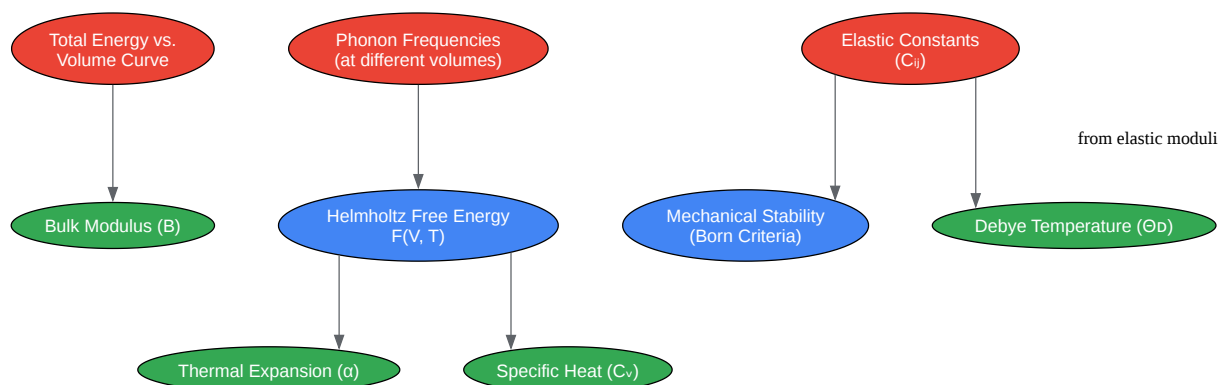 Total Energy vs.
Volume Curve
Phonon Frequencies
(at different volumes)
Elastic Constants
(Cᵢⱼ)
from elastic moduli
Bulk Modulus (B)
Helmholtz Free Energy
F(V, T)
Mechanical Stability
(Born Criteria)
Debye Temperature (Θᴅ)
Thermal Expansion (α)
Specific Heat (Cᵥ)